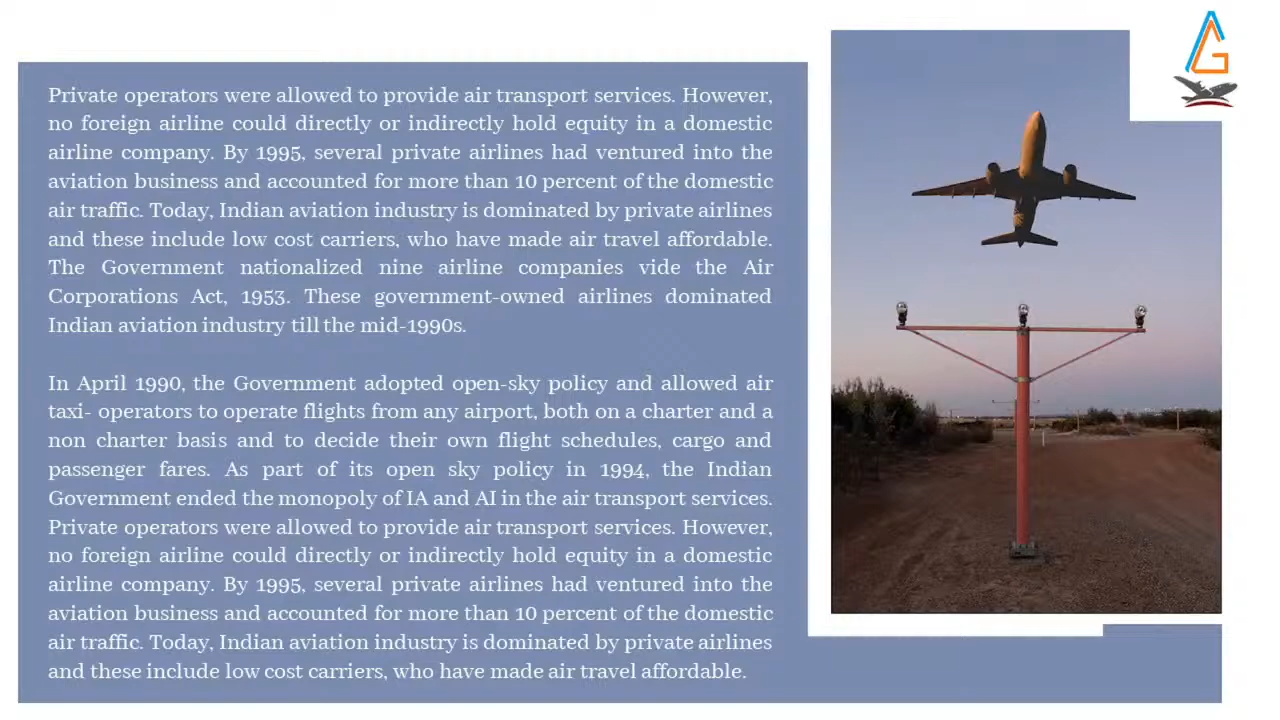 Private operators were allowed to provide air transport services. However,
no foreign airline could directly or indirectly hold equity in a domestic
airline company. By 1995, several private airlines had ventured into the
aviation business and accounted for more than 10 percent of the domestic
air traffic. Today, Indian aviation industry is dominated by private airlines
and these include low cost carriers, who have made air travel affordable.
The Government nationalized nine airline companies vide the Air
Corporations Act, 1953. These government-owned airlines dominated
Indian aviation industry till the mid-1990s.
In April 1990, the Government adopted open-sky policy and allowed air
taxi- operators to operate flights from any airport, both on a charter and a
non charter basis and to decide their own flight schedules, cargo and
passenger fares. As part of its open sky policy in 1994, the Indian
Government ended the monopoly of IA and AI in the air transport services.
Private operators were allowed to provide air transport services. However,
no foreign airline could directly or indirectly hold equity in a domestic
airline company. By 1995, several private airlines had ventured into the
aviation business and accounted for more than 10 percent of the domestic
air traffic. Today, Indian aviation industry is dominated by private airlines
and these include low cost carriers, who have made air travel affordable.